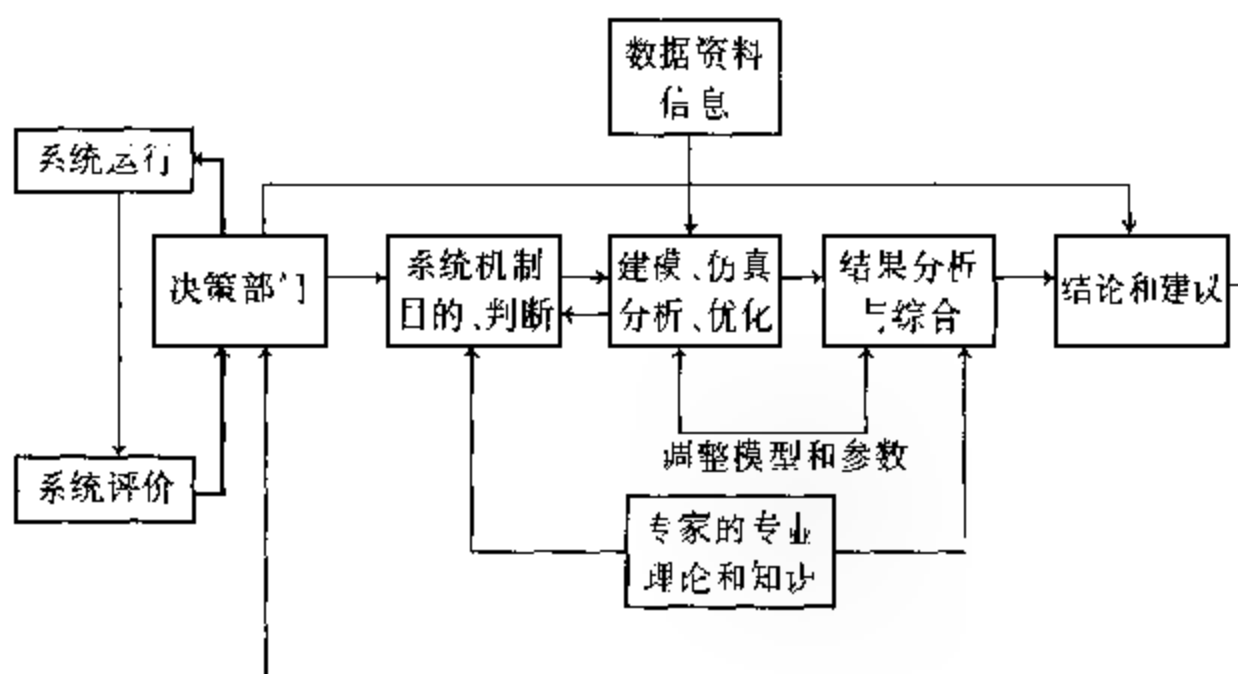 数据资料
信息
系统运行
决策部门
系统机制
目的、判断
建模、仿真
分析、优化
结果分析
与综合
结论和建议
调整模型和参数
系统评价
专家的专业
理论和知识